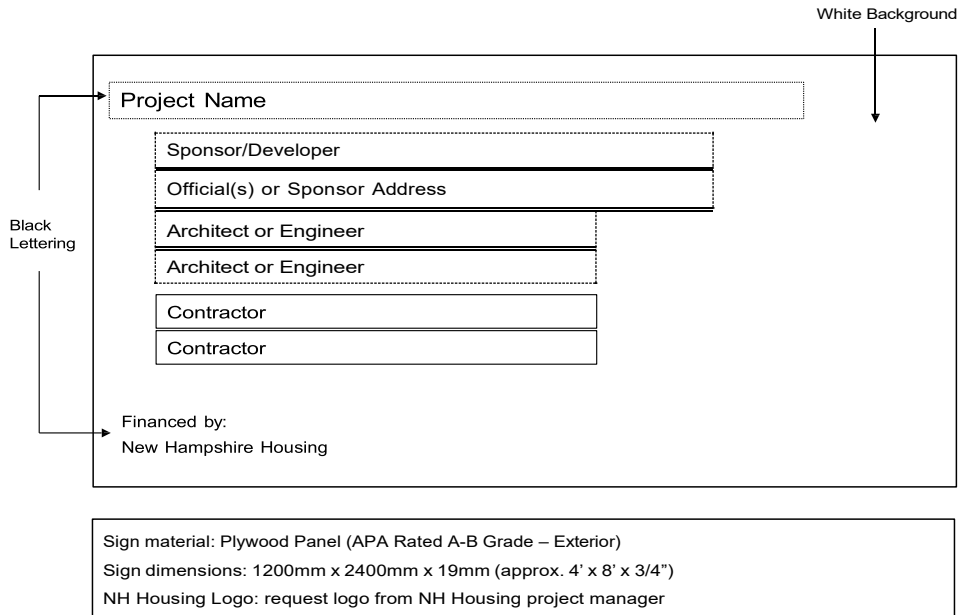 White Background
Project Name
Sponsor/Developer
Official(s) or Sponsor Address
Black
Lettering
Architect or Engineer
Architect or Engineer
Contractor
Contractor
Financed by:
New Hampshire Housing
Sign material: Plywood Panel (APA Rated A-B Grade – Exterior)
Sign dimensions: 1200mm x 2400mm x 19mm (approx. 4’ x 8’ x 3/4”)
NH Housing Logo: request logo from NH Housing project manager